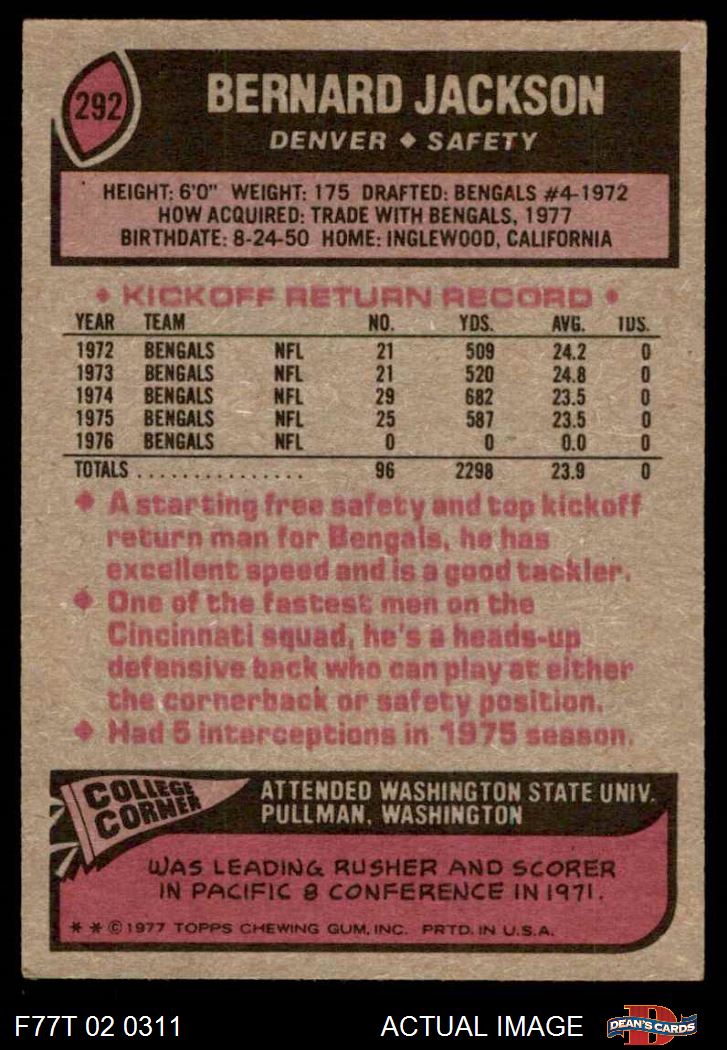 292
BERNARD JACKSON
DENVER ◆ SAFETY
HEIGHT: 6'0" WEIGHT: 175 DRAFTED: BENGALS #4-1972
HOW ACQUIRED: TRADE WITH BENGALS, 1977
BIRTHDATE: 8-24-50 HOME: INGLEWOOD, CALIFORNIA
◆ KICKOFF RETURN RECORD ◆
YEAR TEAM NO. YDS. AVG. TDS.
1972 BENGALS NFL 21 509 24.2 0
1973 BENGALS NFL 21 520 24.8 0
1974 BENGALS NFL 29 682 23.5 0
1975 BENGALS NFL 25 587 23.5 0
1976 BENGALS NFL 0 0 0.0 0
TOTALS ................ 96 2298 23.9 0
◆ A starting free safety and top kickoff
return man for Bengals, he has
excellent speed and is a good tackler.
◆ One of the fastest men on the
Cincinnati squad, he's a heads-up
defensive back who can play at either
the cornerback or safety position.
◆ Had 5 interceptions in 1975 season.
COLLEGE
CORNER
ATTENDED WASHINGTON STATE UNIV.
PULLMAN, WASHINGTON
WAS LEADING RUSHER AND SCORER
IN PACIFIC 8 CONFERENCE IN 1971.
* * © 1977 TOPPS CHEWING GUM, INC. PRTD. IN U.S.A.
F77T 02 0311 ACTUAL IMAGE
D
DEAN'S CARDS